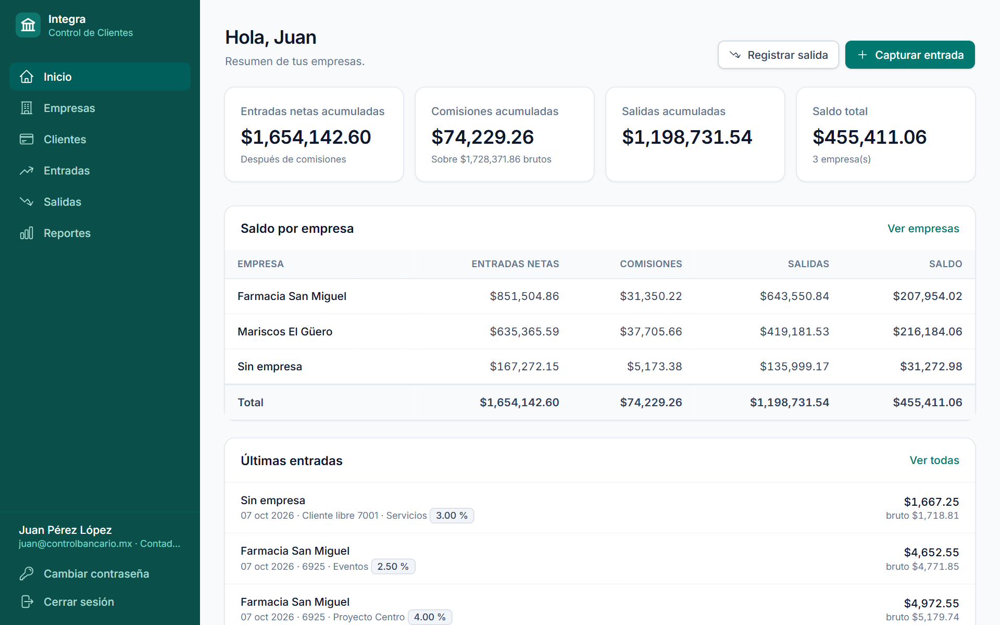 Integra
Control de Clientes
Inicio
Empresas
Clientes
Entradas
Salidas
Reportes
Juan Pérez López
juan@controlbancario.mx · Contad...
Cambiar contraseña
Cerrar sesión
Hola, Juan
Resumen de tus empresas.
Registrar salida
Capturar entrada
Entradas netas acumuladas
$1,654,142.60
Después de comisiones
Comisiones acumuladas
$74,229.26
Sobre $1,728,371.86 brutos
Salidas acumuladas
$1,198,731.54
Saldo total
$455,411.06
3 empresa(s)
Saldo por empresa Ver empresas
EMPRESA ENTRADAS NETAS COMISIONES SALIDAS SALDO
Farmacia San Miguel $851,504.86 $31,350.22 $643,550.84 $207,954.02
Mariscos El Güero $635,365.59 $37,705.66 $419,181.53 $216,184.06
Sin empresa $167,272.15 $5,173.38 $135,999.17 $31,272.98
Total $1,654,142.60 $74,229.26 $1,198,731.54 $455,411.06
Últimas entradas Ver todas
Sin empresa $1,667.25
07 oct 2026 · Cliente libre 7001 · Servicios 3.00 % bruto $1,718.81
Farmacia San Miguel $4,652.55
07 oct 2026 · 6925 · Eventos 2.50 % bruto $4,771.85
Farmacia San Miguel $4,972.55
07 oct 2026 · 6925 · Proyecto Centro 4.00 % bruto $5,179.74